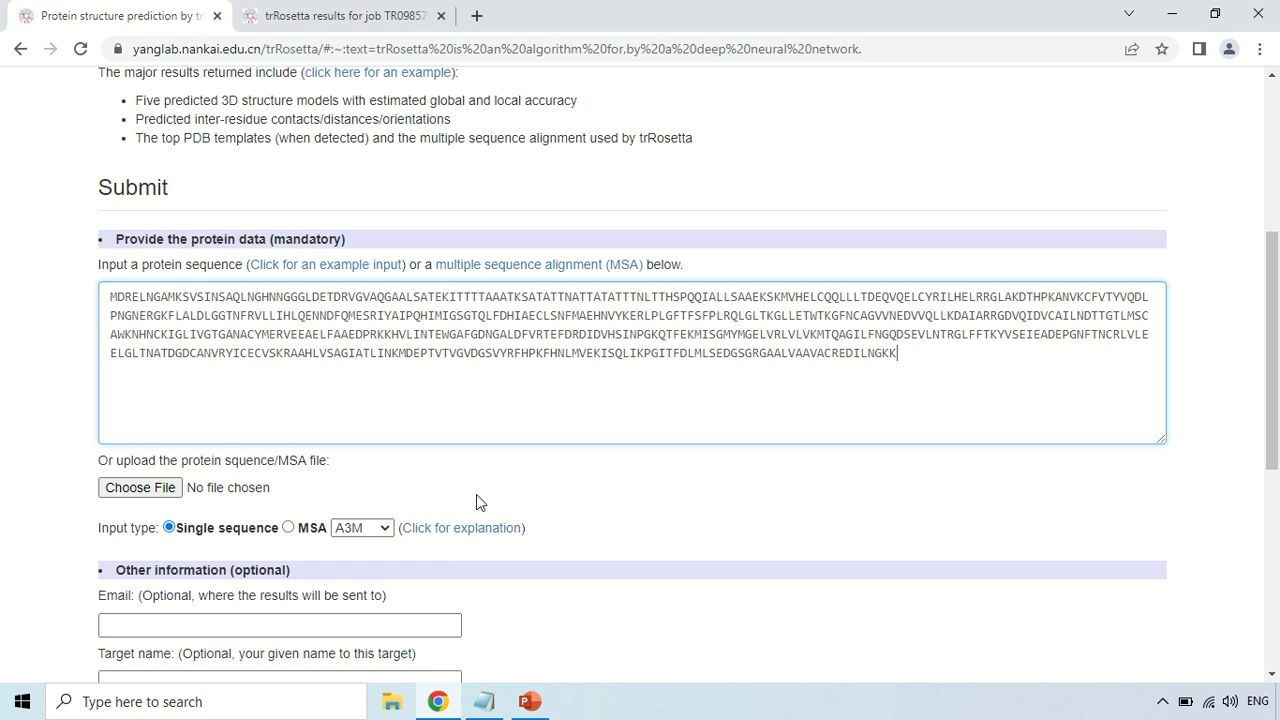 Protein structure prediction by tr
trRosetta results for job TR09857
yanglab.nankai.edu.cn/trRosetta/#:~:text=trRosetta%20is%20an%20algorithm%20for,by%20a%20deep%20neural%20network.
The major results returned include (click here for an example):
• Five predicted 3D structure models with estimated global and local accuracy
• Predicted inter-residue contacts/distances/orientations
• The top PDB templates (when detected) and the multiple sequence alignment used by trRosetta
Submit
• Provide the protein data (mandatory)
Input a protein sequence (Click for an example input) or a multiple sequence alignment (MSA) below.
MDRELNGAMKSVSINSAQLNGHNNGGGLDETDRVGVAQGAALSATEKITTTTAAATKSATATTNATTATATTTNLTTHSPQQIALLSAAEKSKMVHELCQQLLLTDEQVQELCYRILHELRRGLAKDTHPKANVKCFVTYVQDL
PNGNERGKFLALDLGGTNFRVLLIHLQENNDFQMESRIYAIPQHIMIGSGTQLFDHIAECLSNFMAEHNVYKERLPLGFTFSFPLRQLGLTKGLLETWTKGFNCAGVVNEDVVQLLKDAIARRGDVQIDVCAILNDTTGTLMSC
AWKNHNCKIGLIVGTGANACYMERVEEAELFAAEDPRKKHVLINTEWGAFGDNGALDFVRTEFDRDIDVHSINPGKQTFEKMISGMYMGELVRLVLVKMTQAGILFNGQDSEVLNTRGLFFTKYVSEIEADEPGNFTNCRLVLE
ELGLTNATDGDCANVRYICECVSKRAAHLVSAGIATLINKMDEPTVTVGVDGSVYRFHPKFHNLMVEKISQLIKPGITFDLMLSEDGSGRGAALVAAVACREDILNGKK
Or upload the protein squence/MSA file:
Choose File No file chosen
Input type: Single sequence MSA A3M (Click for explanation)
• Other information (optional)
Email: (Optional, where the results will be sent to)
Target name: (Optional, your given name to this target)
Type here to search
ENG